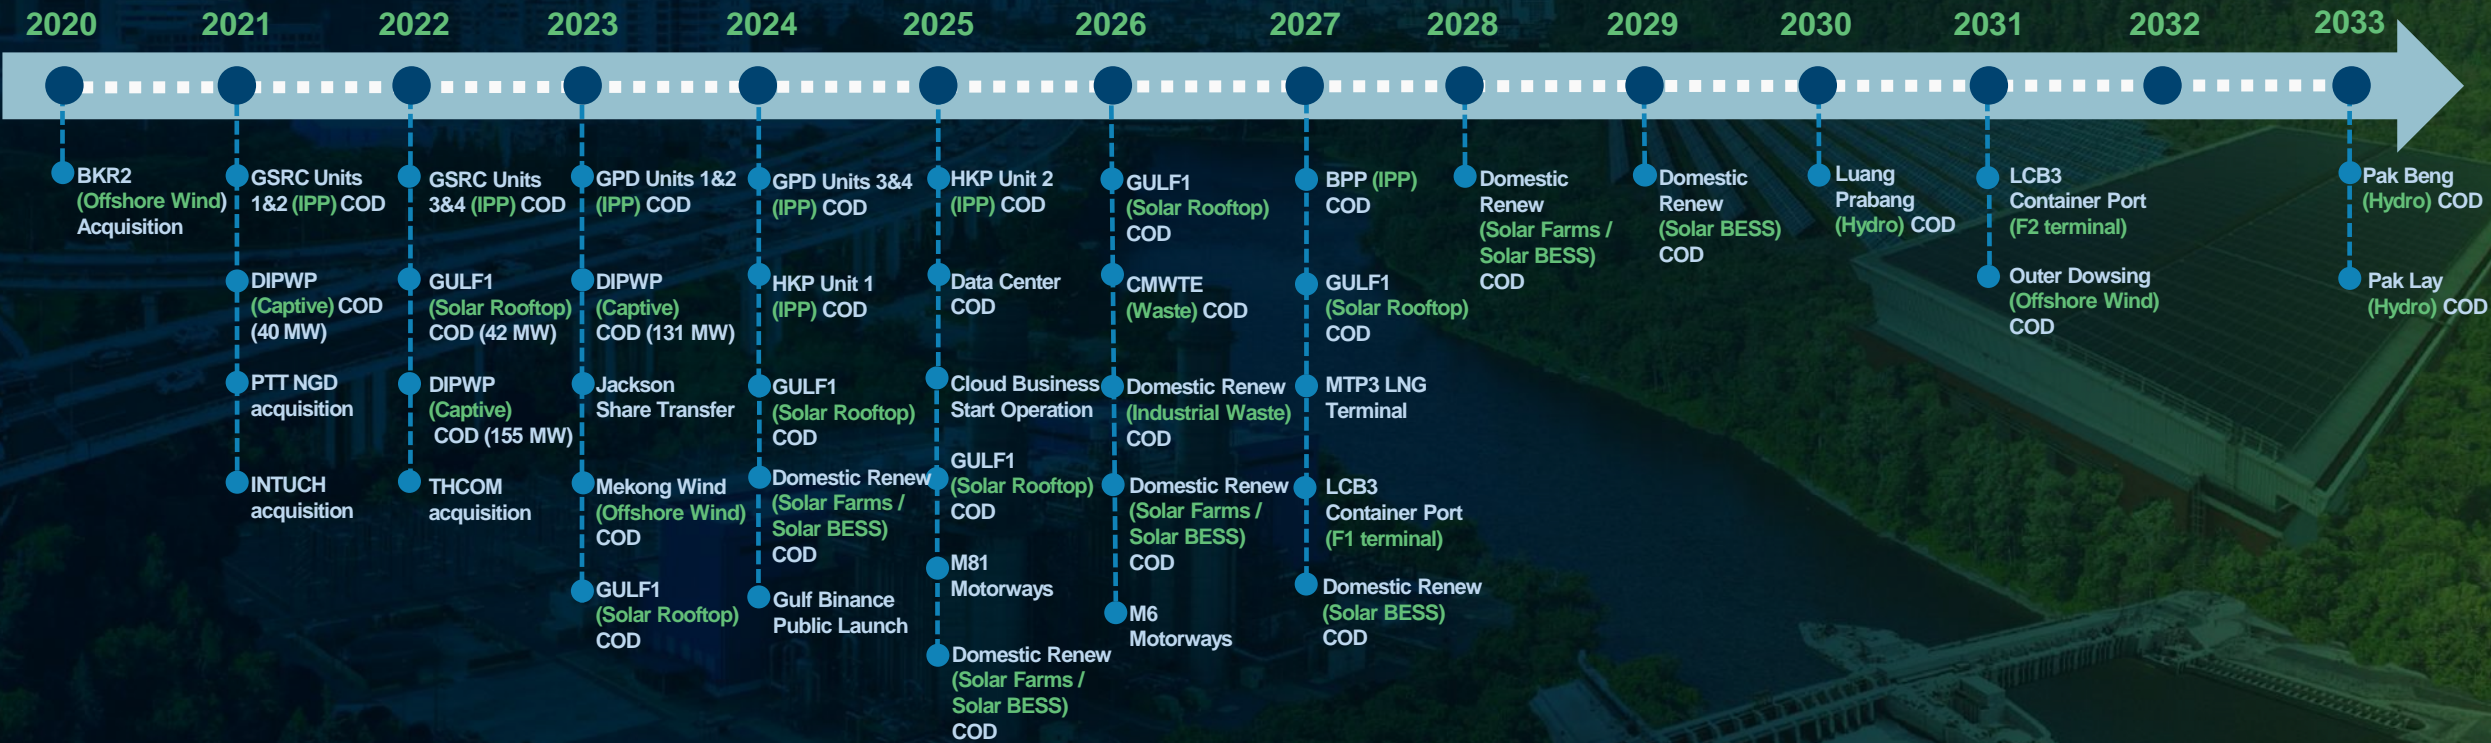 2020
2021
2022
2023
2024
2025
2026
2027
2028
2029
2030
2031
2032
2033
BKR2
(Offshore Wind)
Acquisition
GSRC Units
1&2 (IPP) COD
DIPWP
(Captive) COD
(40 MW)
PTT NGD
acquisition
INTUCH
acquisition
GSRC Units
3&4 (IPP) COD
GULF1
(Solar Rooftop)
COD (42 MW)
DIPWP
(Captive)
COD (155 MW)
THCOM
acquisition
GPD Units 1&2
(IPP) COD
DIPWP
(Captive)
COD (131 MW)
Jackson
Share Transfer
Mekong Wind
(Offshore Wind)
COD
GULF1
(Solar Rooftop)
COD
GPD Units 3&4
(IPP) COD
HKP Unit 1
(IPP) COD
GULF1
(Solar Rooftop)
COD
Domestic Renew
(Solar Farms /
Solar BESS)
COD
Gulf Binance
Public Launch
HKP Unit 2
(IPP) COD
Data Center
COD
Cloud Business
Start Operation
GULF1
(Solar Rooftop)
COD
M81
Motorways
Domestic Renew
(Solar Farms /
Solar BESS)
COD
GULF1
(Solar Rooftop)
COD
CMWTE
(Waste) COD
Domestic Renew
(Industrial Waste)
COD
Domestic Renew
(Solar Farms /
Solar BESS)
COD
M6
Motorways
BPP (IPP)
COD
GULF1
(Solar Rooftop)
COD
MTP3 LNG
Terminal
LCB3
Container Port
(F1 terminal)
Domestic Renew
(Solar BESS)
COD
Domestic
Renew
(Solar Farms /
Solar BESS)
COD
Domestic
Renew
(Solar BESS)
COD
Luang
Prabang
(Hydro) COD
LCB3
Container Port
(F2 terminal)
Outer Dowsing
(Offshore Wind)
COD
Pak Beng
(Hydro) COD
Pak Lay
(Hydro) COD